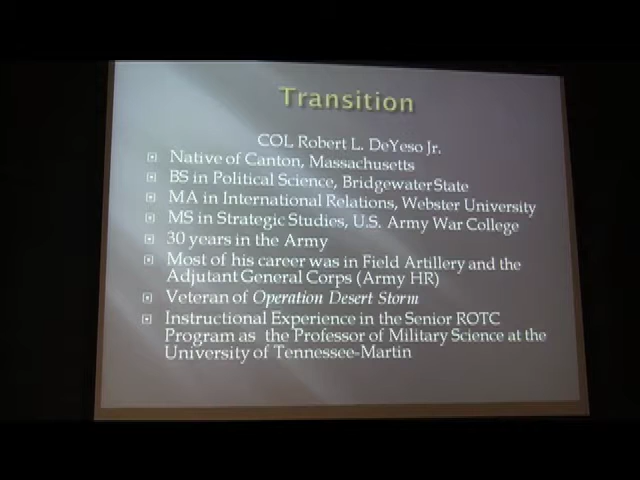 Transition
COL Robert L. DeYeso Jr.
Native of Canton, Massachusetts
BS in Political Science, Bridgewater State
MA in International Relations, Webster University
MS in Strategic Studies, U.S. Army War College
30 years in the Army
Most of his career was in Field Artillery and the
Adjutant General Corps (Army HR)
Veteran of Operation Desert Storm
Instructional Experience in the Senior ROTC
Program as the Professor of Military Science at the
University of Tennessee-Martin